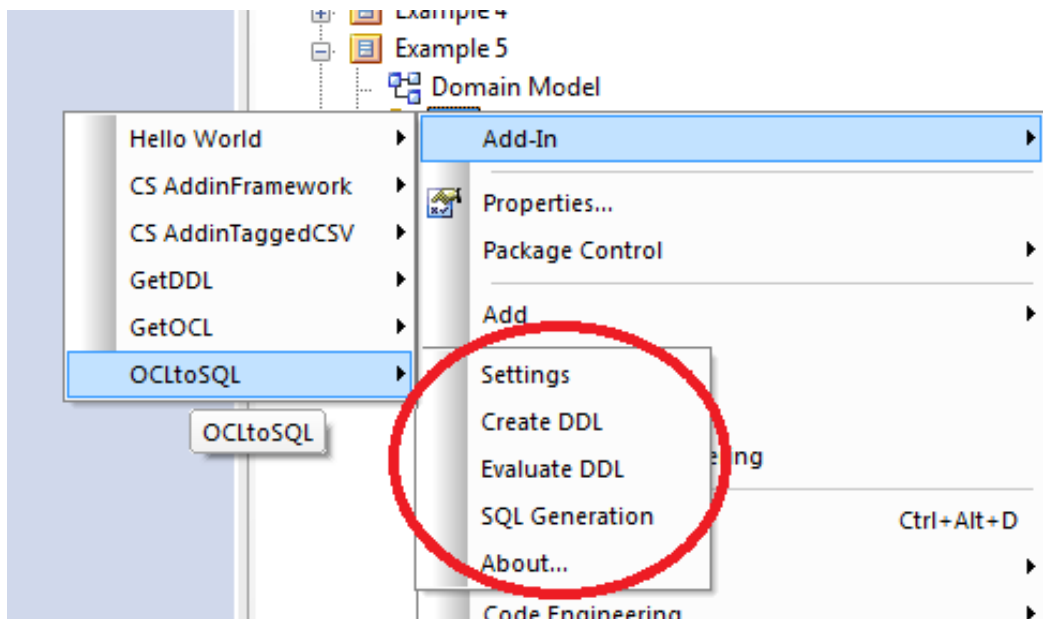 Example 4
Example 5
Domain Model
Hello World
CS AddinFramework
CS AddinTaggedCSV
GetDDL
GetOCL
OCLtoSQL
OCLtoSQL
Add-In
Properties...
Package Control
Add
Settings
Create DDL
Evaluate DDL
SQL Generation
About...
ering
Ctrl+Alt+D
Code Engineering